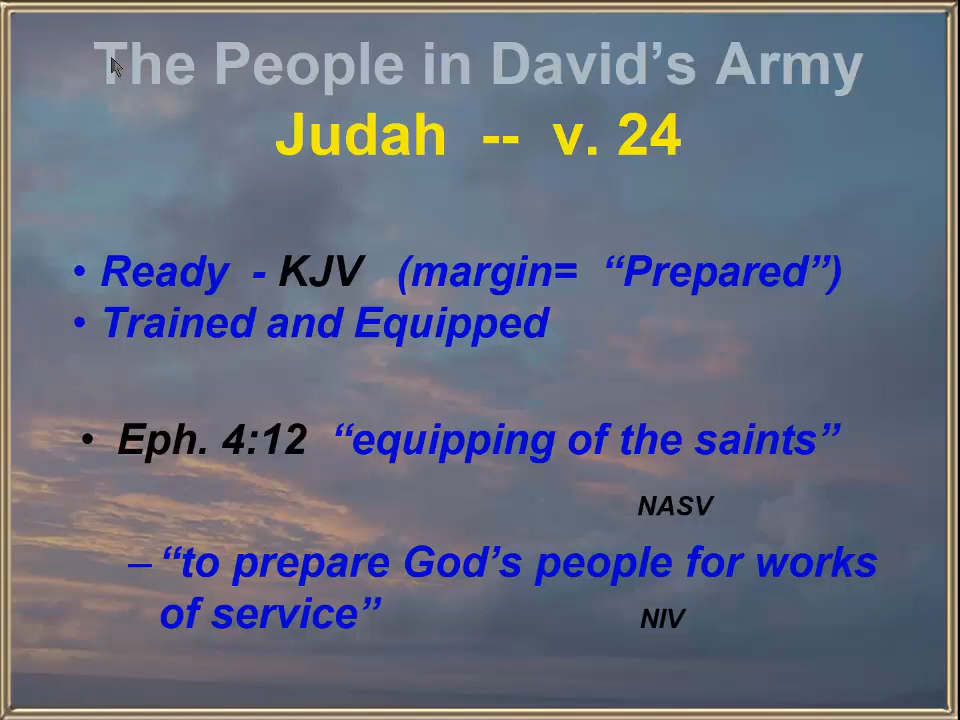 The People in David’s Army
Judah -- v. 24
• Ready - KJV (margin= “Prepared”)
• Trained and Equipped
• Eph. 4:12 “equipping of the saints”
NASV
– “to prepare God’s people for works
of service” NIV